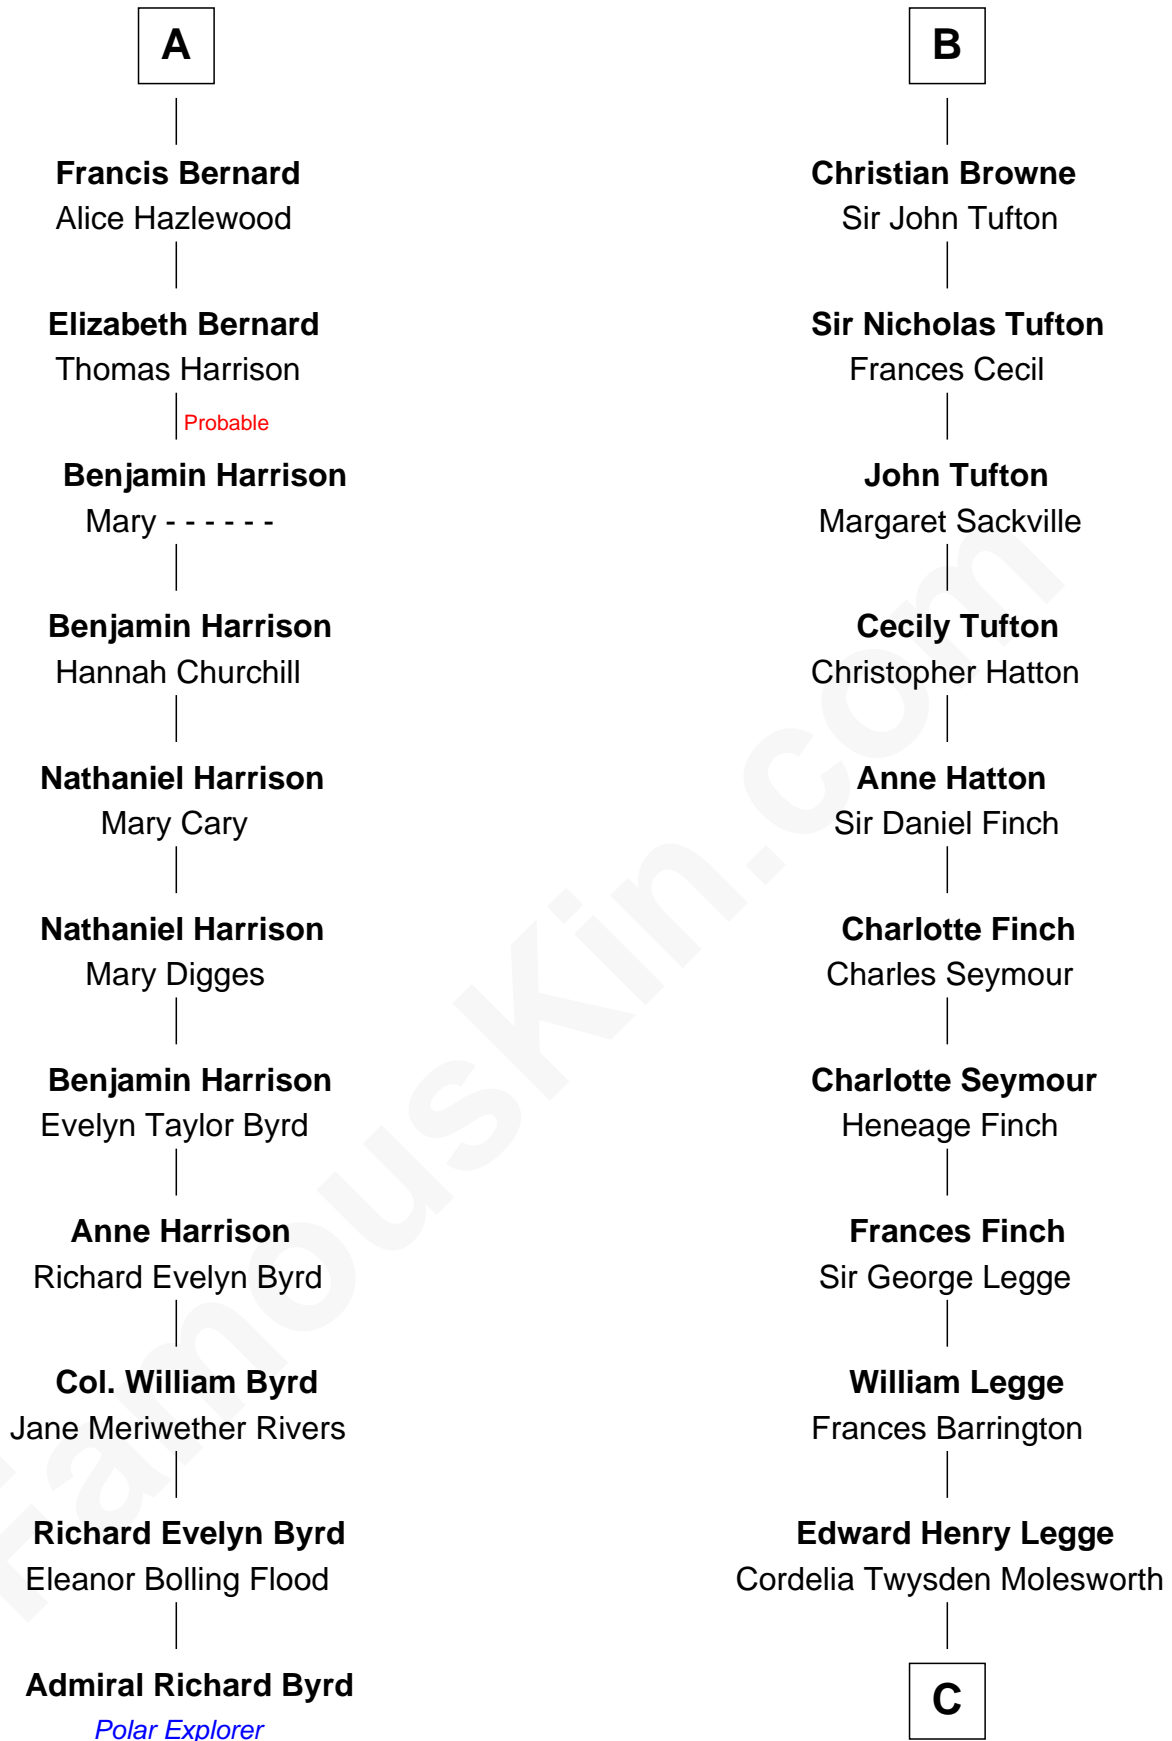 A
Francis Bernard
Alice Hazlewood
Elizabeth Bernard
Thomas Harrison
Probable
Benjamin Harrison
Mary - - - - - -
Benjamin Harrison
Hannah Churchill
Nathaniel Harrison
Mary Cary
Nathaniel Harrison
Mary Digges
Benjamin Harrison
Evelyn Taylor Byrd
Anne Harrison
Richard Evelyn Byrd
Col. William Byrd
Jane Meriwether Rivers
Richard Evelyn Byrd
Eleanor Bolling Flood
Admiral Richard Byrd
Polar Explorer
B
Christian Browne
Sir John Tufton
Sir Nicholas Tufton
Frances Cecil
John Tufton
Margaret Sackville
Cecily Tufton
Christopher Hatton
Anne Hatton
Sir Daniel Finch
Charlotte Finch
Charles Seymour
Charlotte Seymour
Heneage Finch
Frances Finch
Sir George Legge
William Legge
Frances Barrington
Edward Henry Legge
Cordelia Twysden Molesworth
C
FamousKin.com